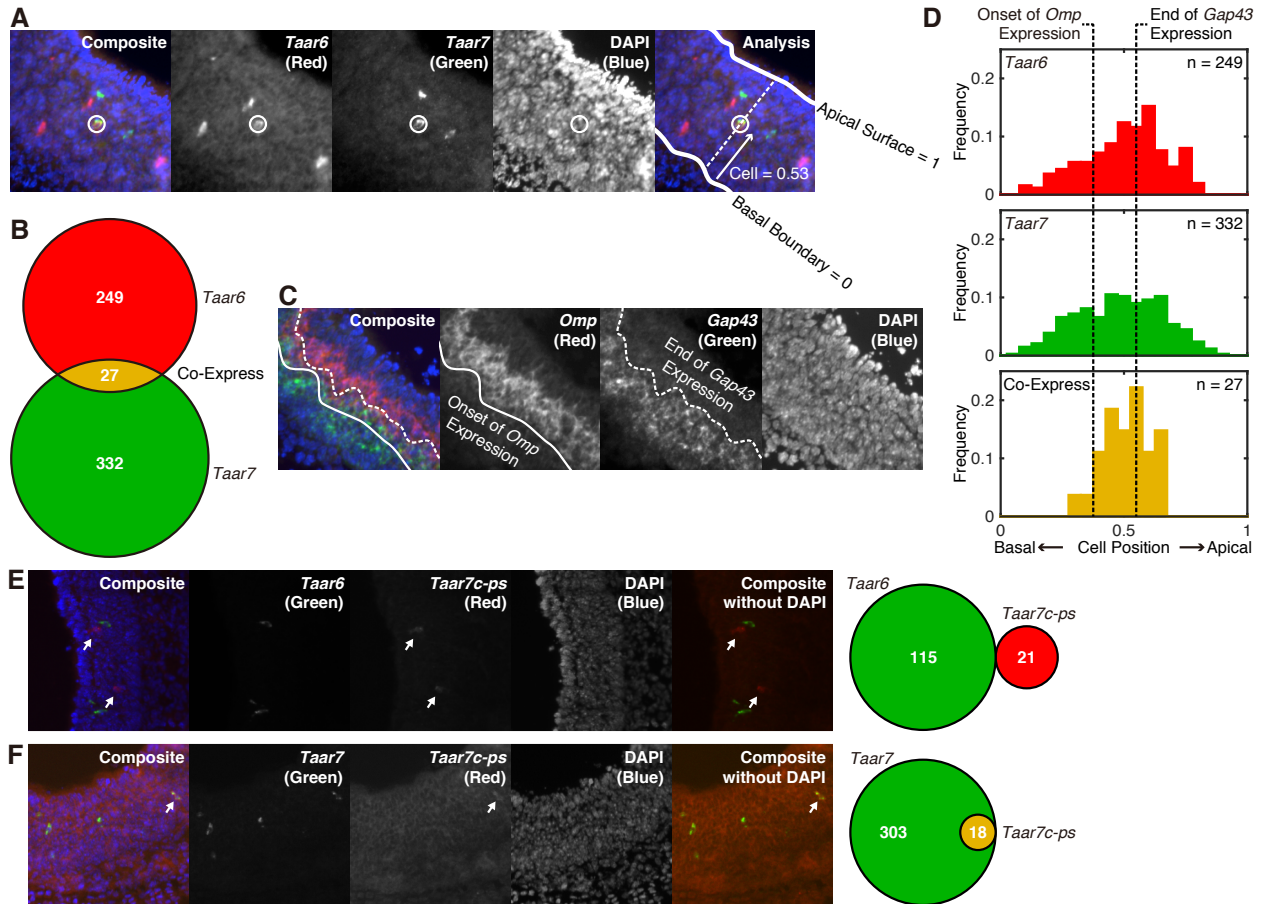 A
Composite
Taar6
(Red)
Taar7
(Green)
DAPI
(Blue)
Analysis
Cell = 0.53
Apical Surface = 1
Basal Boundary = 0
B
249
Taar6
27
Co-Express
332
Taar7
C
Composite
Omp
(Red)
Onset of Omp
Expression
Gap43
(Green)
End of Gap43
Expression
DAPI
(Blue)
D
Onset of Omp
Expression
End of Gap43
Expression
Taar6
n = 249
0.2
0.1
0
Frequency
Taar7
n = 332
0.2
0.1
0
Frequency
Co-Express
n = 27
0.2
0.1
0
Frequency
0
0.5
1
Basal ← Cell Position → Apical
E
Composite
Taar6
(Green)
Taar7c-ps
(Red)
DAPI
(Blue)
Composite
without DAPI
Taar6
115
Taar7c-ps
21
F
Composite
Taar7
(Green)
Taar7c-ps
(Red)
DAPI
(Blue)
Composite
without DAPI
Taar7
303
18
Taar7c-ps